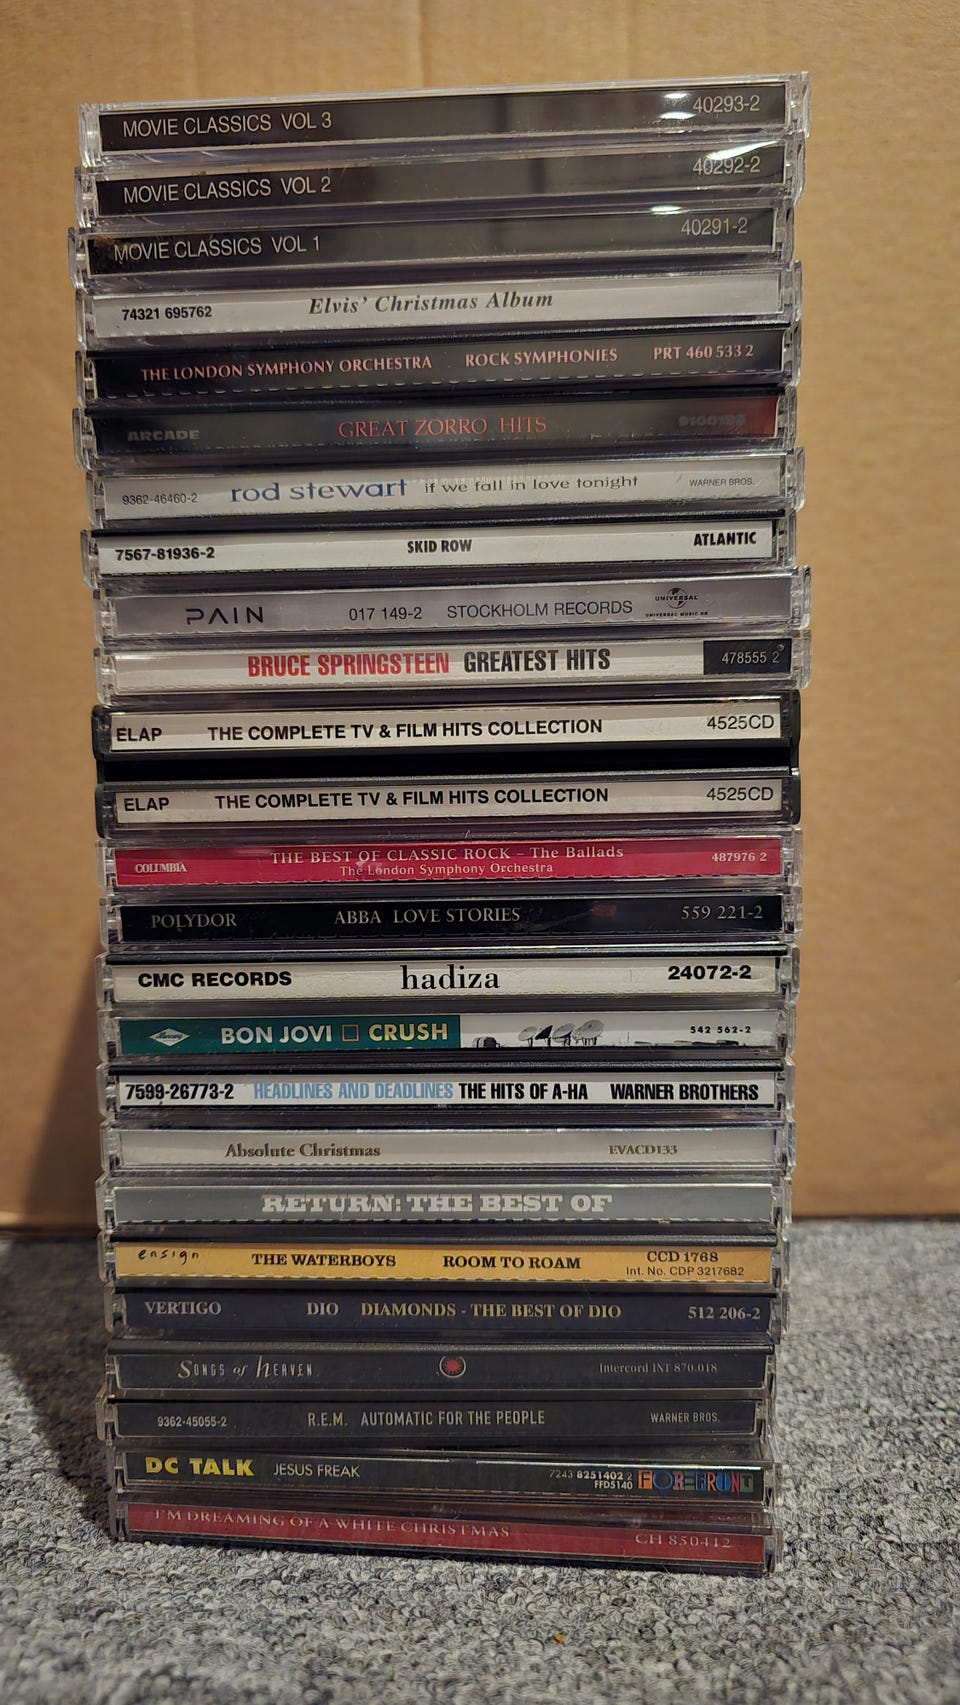 MOVIE CLASSICS VOL 3 40293-2
MOVIE CLASSICS VOL 2 40292-2
MOVIE CLASSICS VOL 1 40291-2
74321 695762 Elvis' Christmas Album
THE LONDON SYMPHONY ORCHESTRA ROCK SYMPHONIES PRT 460 533 2
ARCADE GREAT ZORRO HITS
9362-46460-2 rod stewart if we fall in love tonight WARNER BROS.
7567-81936-2 SKID ROW ATLANTIC
PAIN 017 149-2 STOCKHOLM RECORDS UNIVERSAL
UNIVERSAL MUSIC AB
BRUCE SPRINGSTEEN GREATEST HITS 478555 2
ELAP THE COMPLETE TV & FILM HITS COLLECTION 4525CD
ELAP THE COMPLETE TV & FILM HITS COLLECTION 4525CD
COLUMBIA THE BEST OF CLASSIC ROCK – The Ballads 487976 2
The London Symphony Orchestra
POLYDOR ABBA LOVE STORIES 559 221-2
CMC RECORDS hadiza 24072-2
Mercury BON JOVI CRUSH 542 562-2
7599-26773-2 HEADLINES AND DEADLINES THE HITS OF A-HA WARNER BROTHERS
Absolute Christmas EVACD133
RETURN: THE BEST OF
ensign THE WATERBOYS ROOM TO ROAM CCD 1768
Int. No. CDP 3217682
VERTIGO DIO DIAMONDS - THE BEST OF DIO 512 206-2
SONGS of HEAVEN Intercord INT 870.018
9362-45055-2 R.E.M. AUTOMATIC FOR THE PEOPLE WARNER BROS.
DC TALK JESUS FREAK 7243 8251402 2 FOREFRONT
FFD5140
I'M DREAMING OF A WHITE CHRISTMAS CH 850412